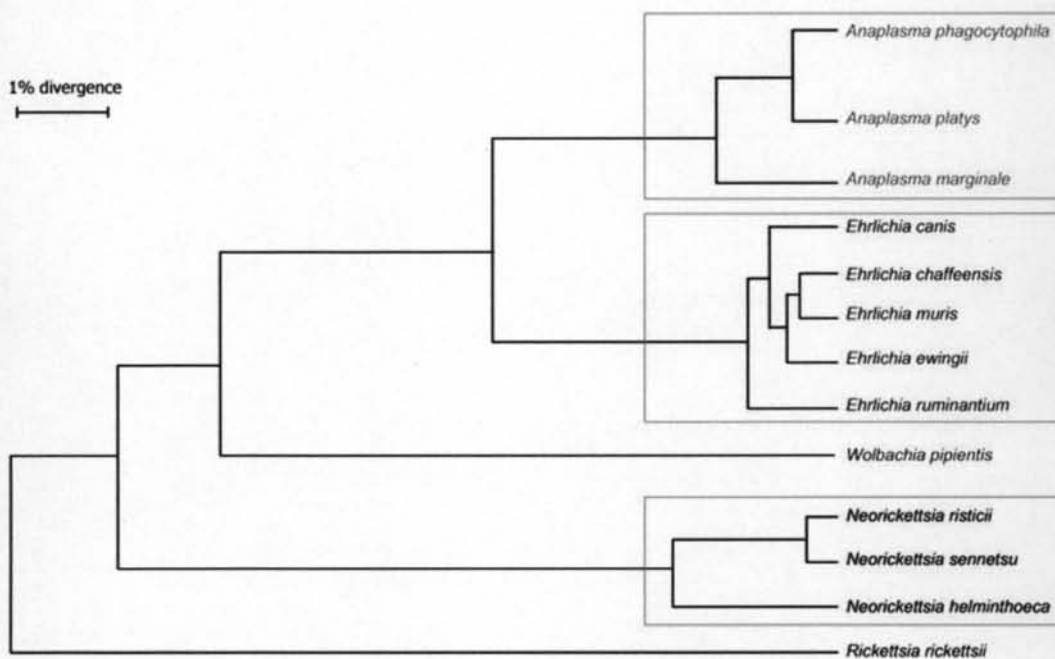 Anaplasma phagocytophila
1% divergence
Anaplasma platys
Anaplasma marginale
Ehrlichia canis
Ehrlichia chaffeensis
Ehrlichia muris
Ehrlichia ewingii
Ehrlichia ruminantium
Wolbachia pipientis
Neorickettsia risticii
Neorickettsia sennetsu
Neorickettsia helminthoeca
Rickettsia rickettsii